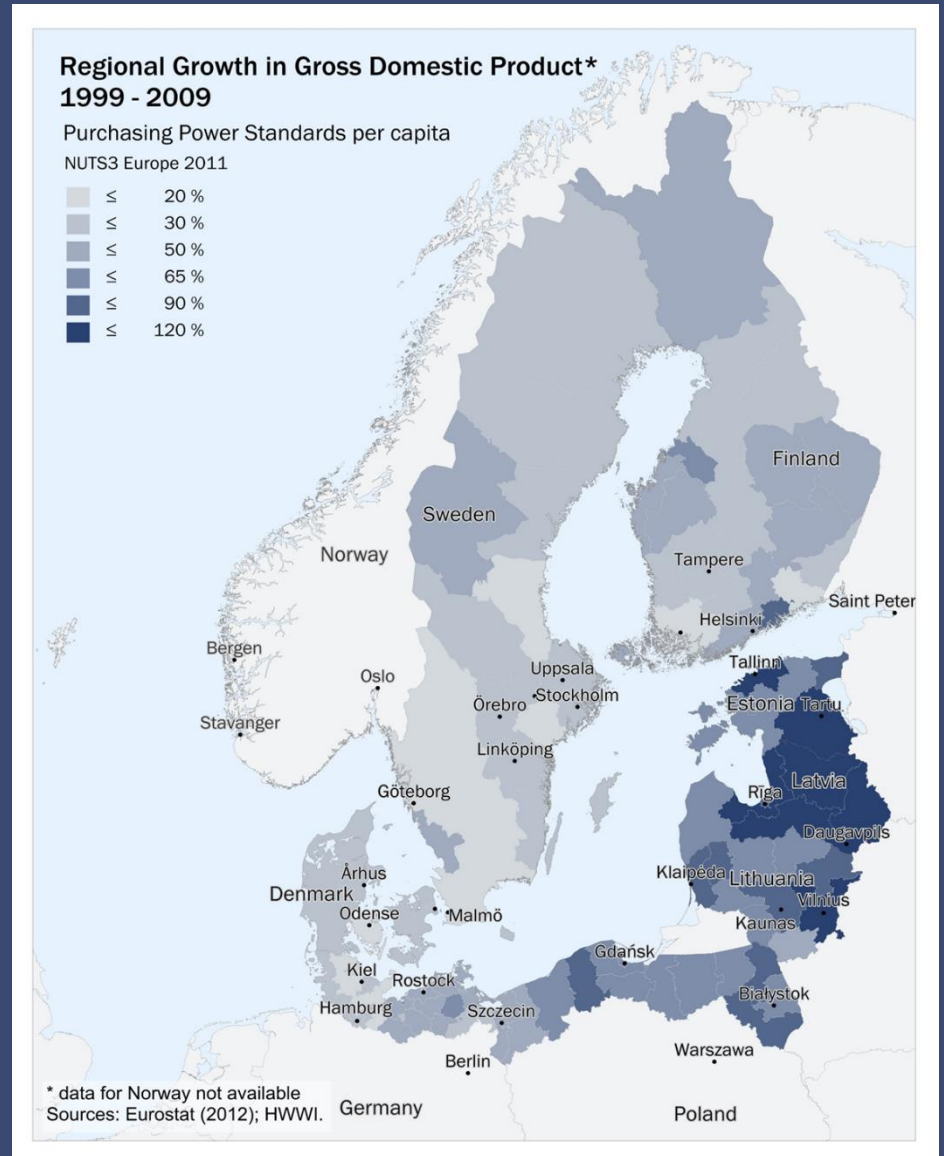 Regional Growth in Gross Domestic Product*
1999 - 2009
Purchasing Power Standards per capita
NUTS3 Europe 2011
≤ 20 %
≤ 30 %
≤ 50 %
≤ 65 %
≤ 90 %
≤ 120 %
Finland
Sweden
Norway
Tampere
Saint Peter
Helsinki
Bergen
Tallinn
Uppsala
Oslo
Stockholm
Örebro
Estonia
Tartu
Stavanger
Linköping
Latvia
Göteborg
Rīga
Daugavpils
Århus
Klaipėda
Lithuania
Denmark
Vilnius
Odense
Malmö
Kaunas
Gdańsk
Kiel
Rostock
Białystok
Hamburg
Szczecin
Warszawa
Berlin
* data for Norway not available
Sources: Eurostat (2012); HWWI.
Germany
Poland